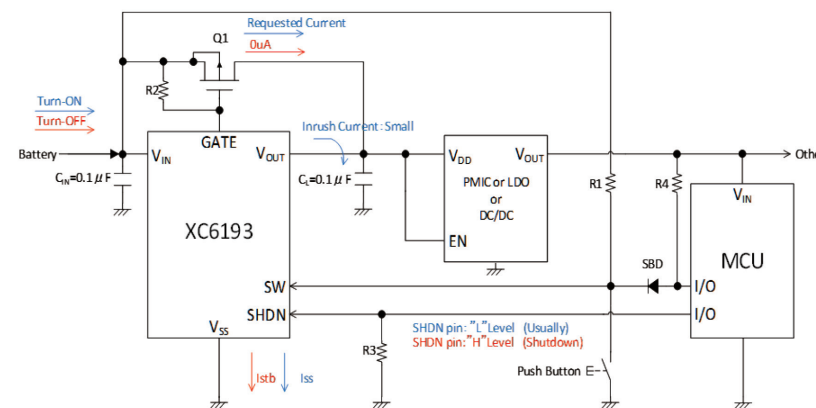 Requested Current
Q1
0uA
R2
Turn-ON
Turn-OFF
Inrush Current: Small
GATE
Battery
VIN
VOUT
VDD
VOUT
Othe
CIN=0.1μF
CL=0.1μF
PMIC or LDO
or
DC/DC
R1
R4
VIN
XC6193
EN
MCU
SBD
SW
I/O
SHDN
I/O
SHDN pin: "L"Level (Usually)
SHDN pin: "H"Level (Shutdown)
VSS
R3
Push Button
Istb
Iss